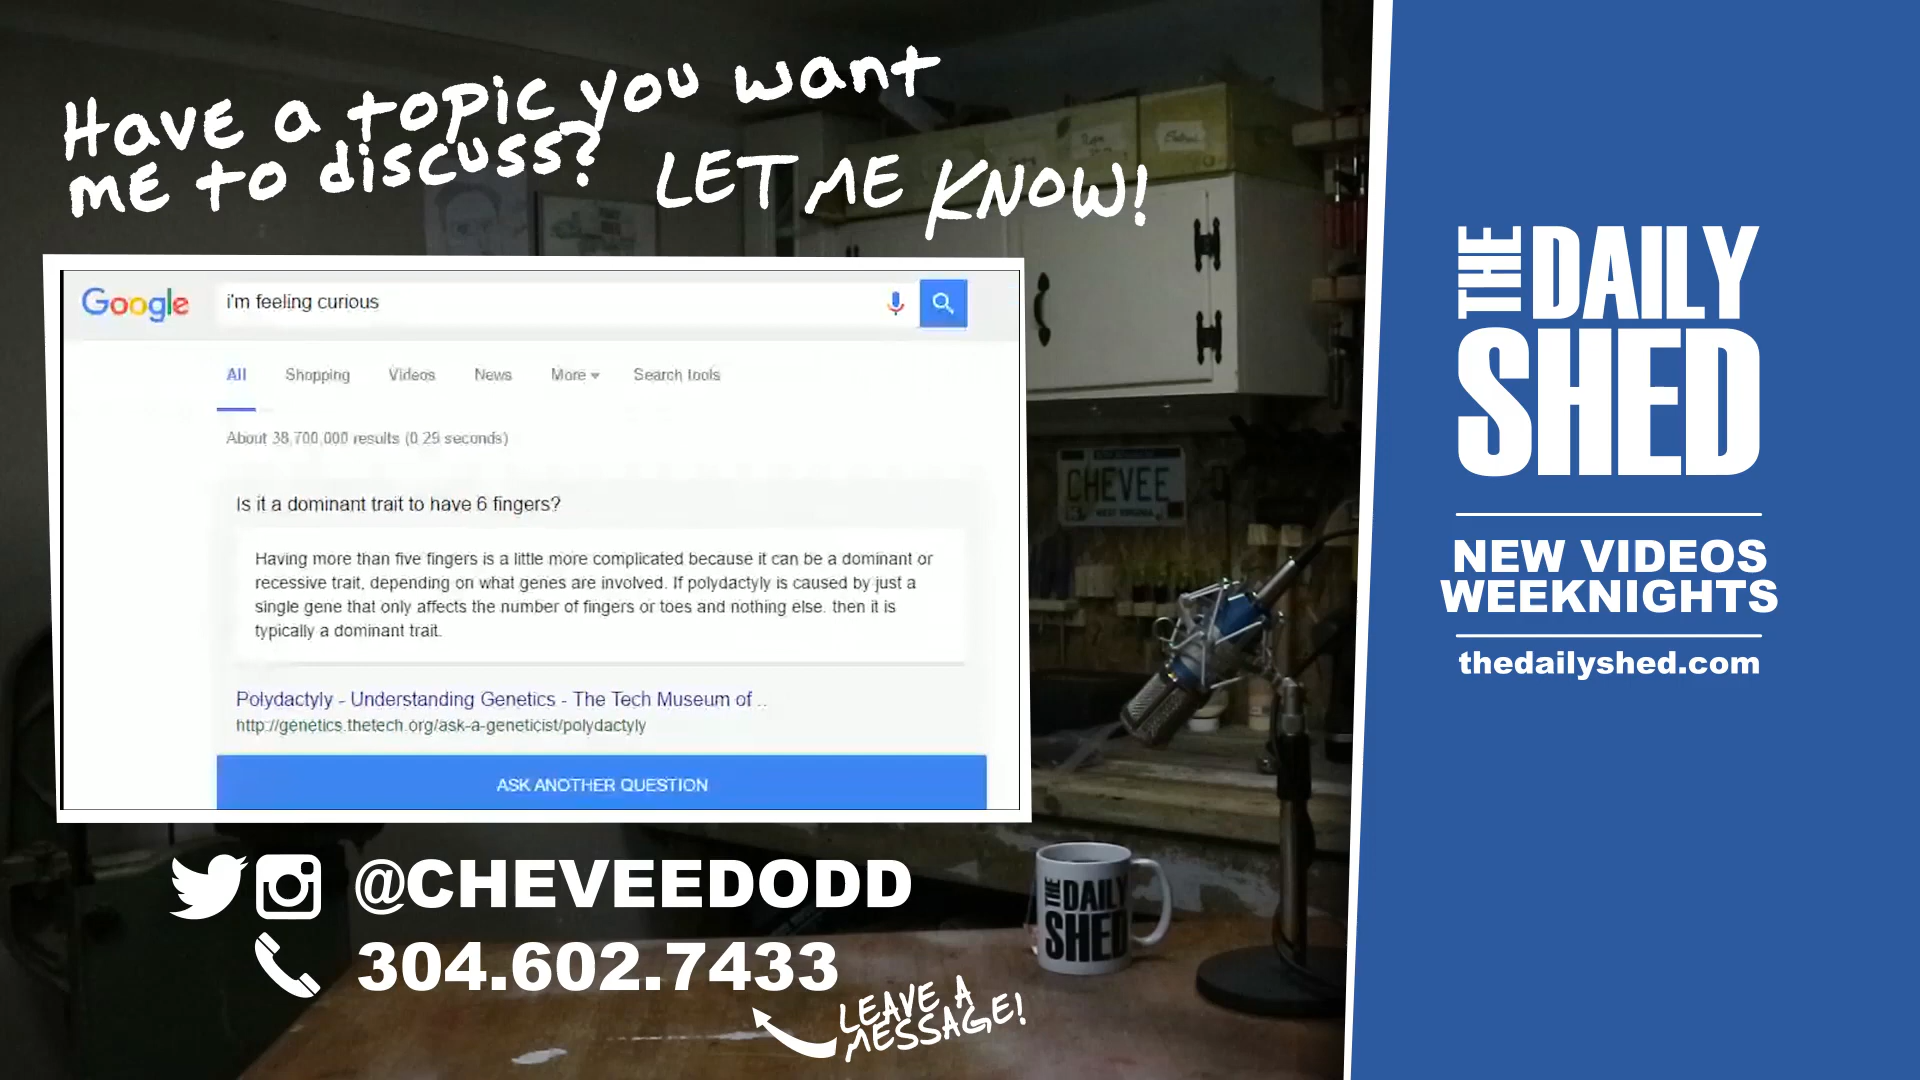 Have a topic you want
me to discuss?
LET ME KNOW!
Google
i'm feeling curious
All Shopping Videos News More Search tools
About 38,700,000 results (0.29 seconds)
Is it a dominant trait to have 6 fingers?
Having more than five fingers is a little more complicated because it can be a dominant or
recessive trait, depending on what genes are involved. If polydactyly is caused by just a
single gene that only affects the number of fingers or toes and nothing else, then it is
typically a dominant trait.
Polydactyly - Understanding Genetics - The Tech Museum of ..
http://genetics.thetech.org/ask-a-geneticist/polydactyly
ASK ANOTHER QUESTION
@CHEVEEDODD
304.602.7433
LEAVE A
MESSAGE!
CHEVEE
WEST VIRGINIA
THE DAILY
SHED
THE DAILY
SHED
NEW VIDEOS
WEEKNIGHTS
thedailyshed.com